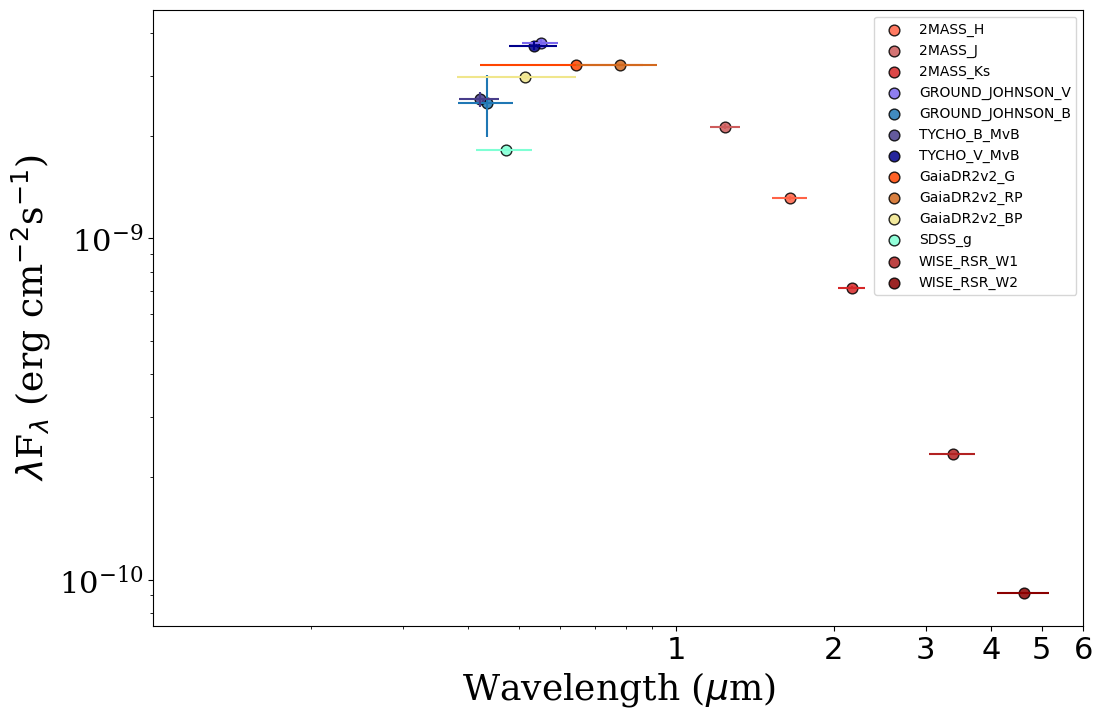 2MASS_H
2MASS_J
2MASS_Ks
GROUND_JOHNSON_V
GROUND_JOHNSON_B
TYCHO_B_MvB
TYCHO_V_MvB
GaiaDR2v2_G
GaiaDR2v2_RP
GaiaDR2v2_BP
SDSS_g
WISE_RSR_W1
WISE_RSR_W2
λF_λ (erg cm⁻²s⁻¹)
10⁻⁹
10⁻¹⁰
1 2 3 4 5 6
Wavelength (μm)